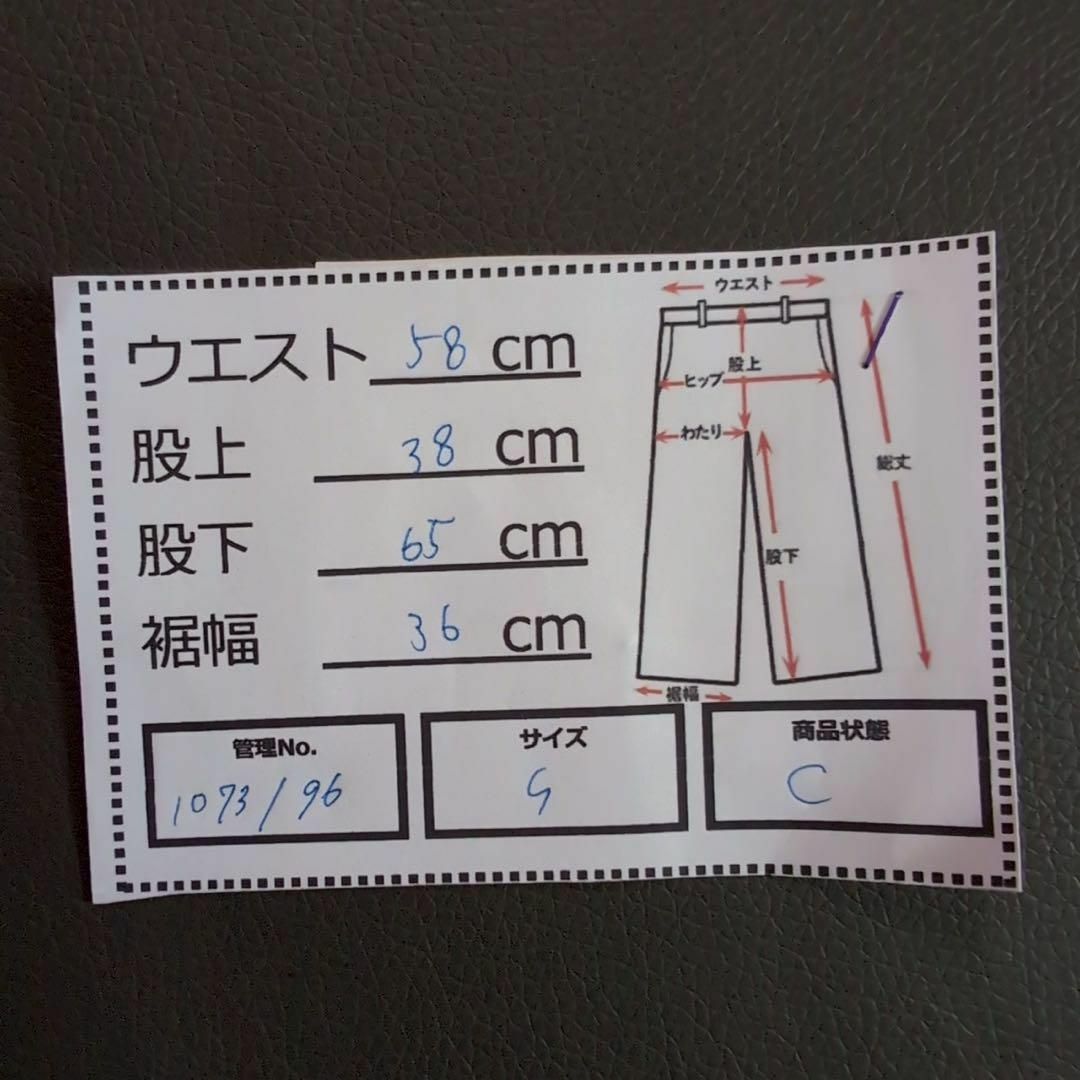 ウエスト 58 cm
股上 38 cm
股下 65 cm
裾幅 36 cm
ウエスト
股上
ヒップ
わたり
総丈
股下
裾幅
管理No.
1073/96
サイズ
商品状態
C